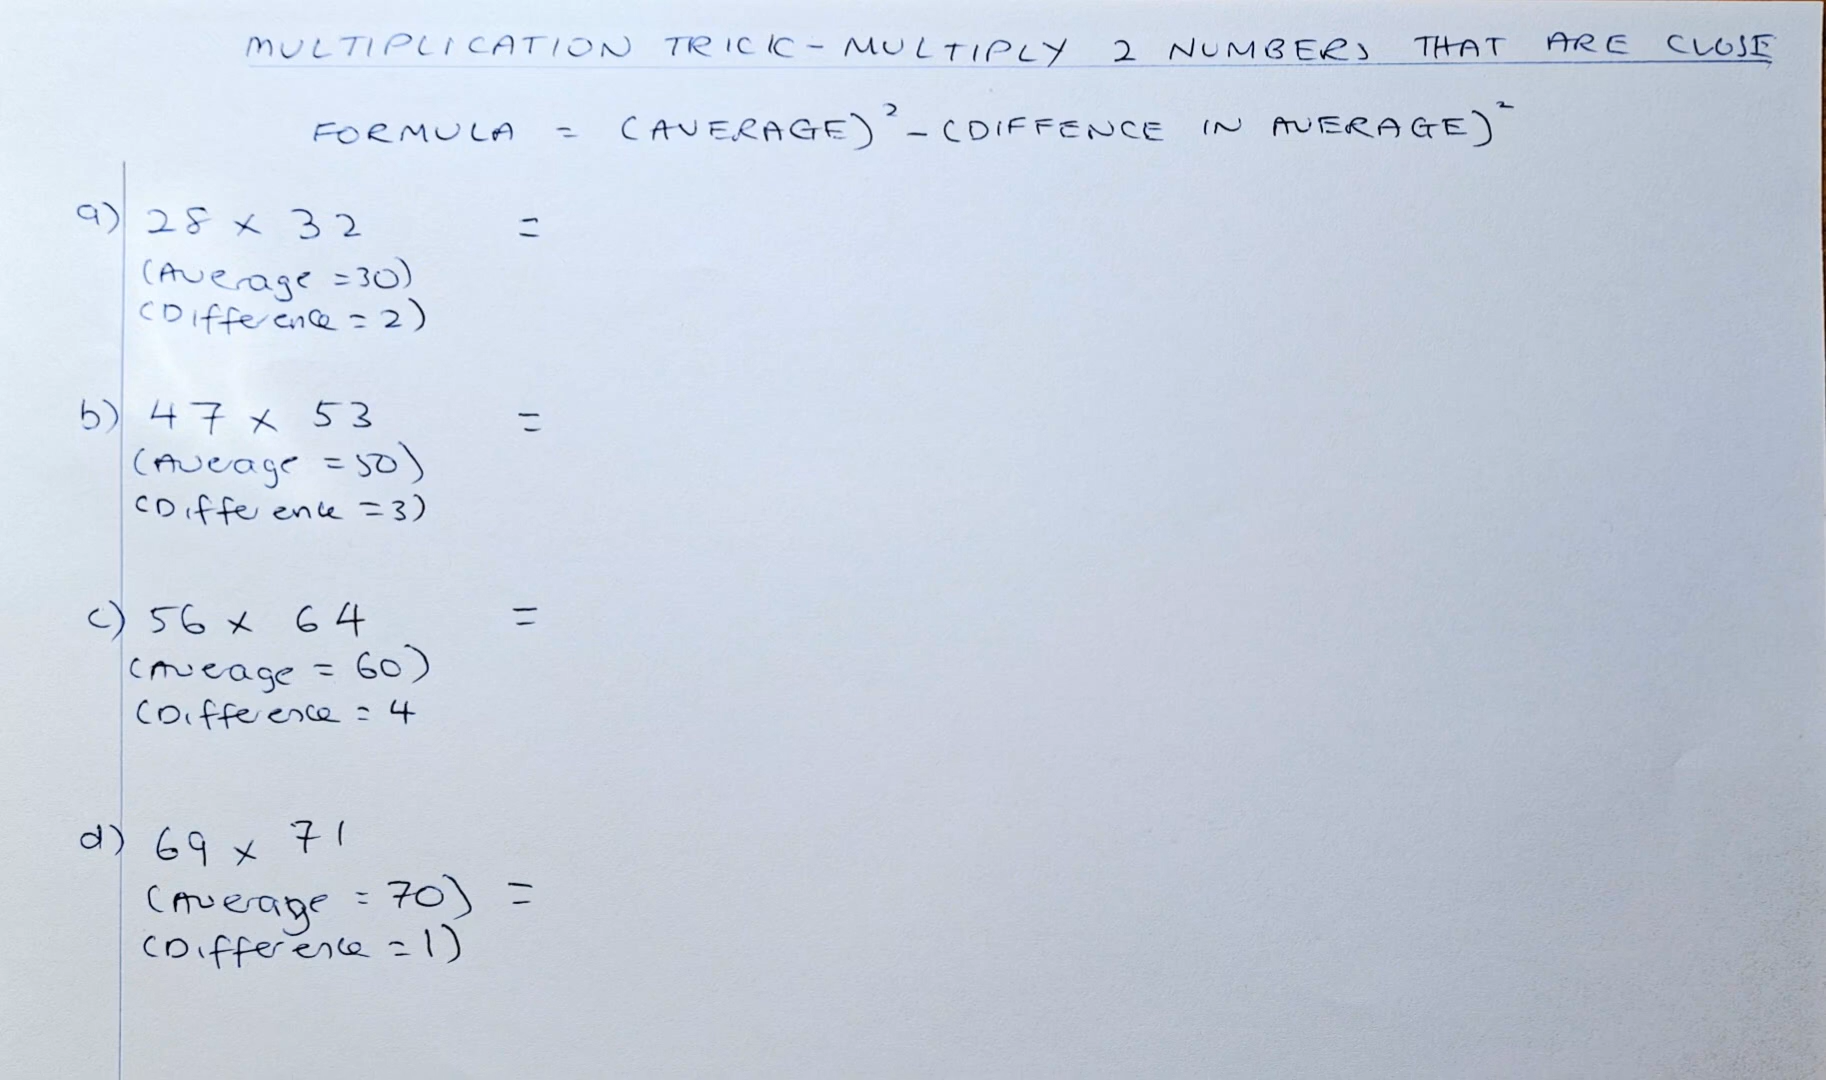 MULTIPLICATION TRICK - MULTIPLY 2 NUMBERS THAT ARE CLOSE
FORMULA = (AVERAGE)² - (DIFFENCE IN AVERAGE)²
a) 28 x 32 =
(Average = 30)
(Difference = 2)
b) 47 x 53 =
(Aveage = 50)
(Difference = 3)
c) 56 x 64 =
(Aveage = 60)
(Difference = 4
d) 69 x 71
(Average = 70) =
(Difference = 1)